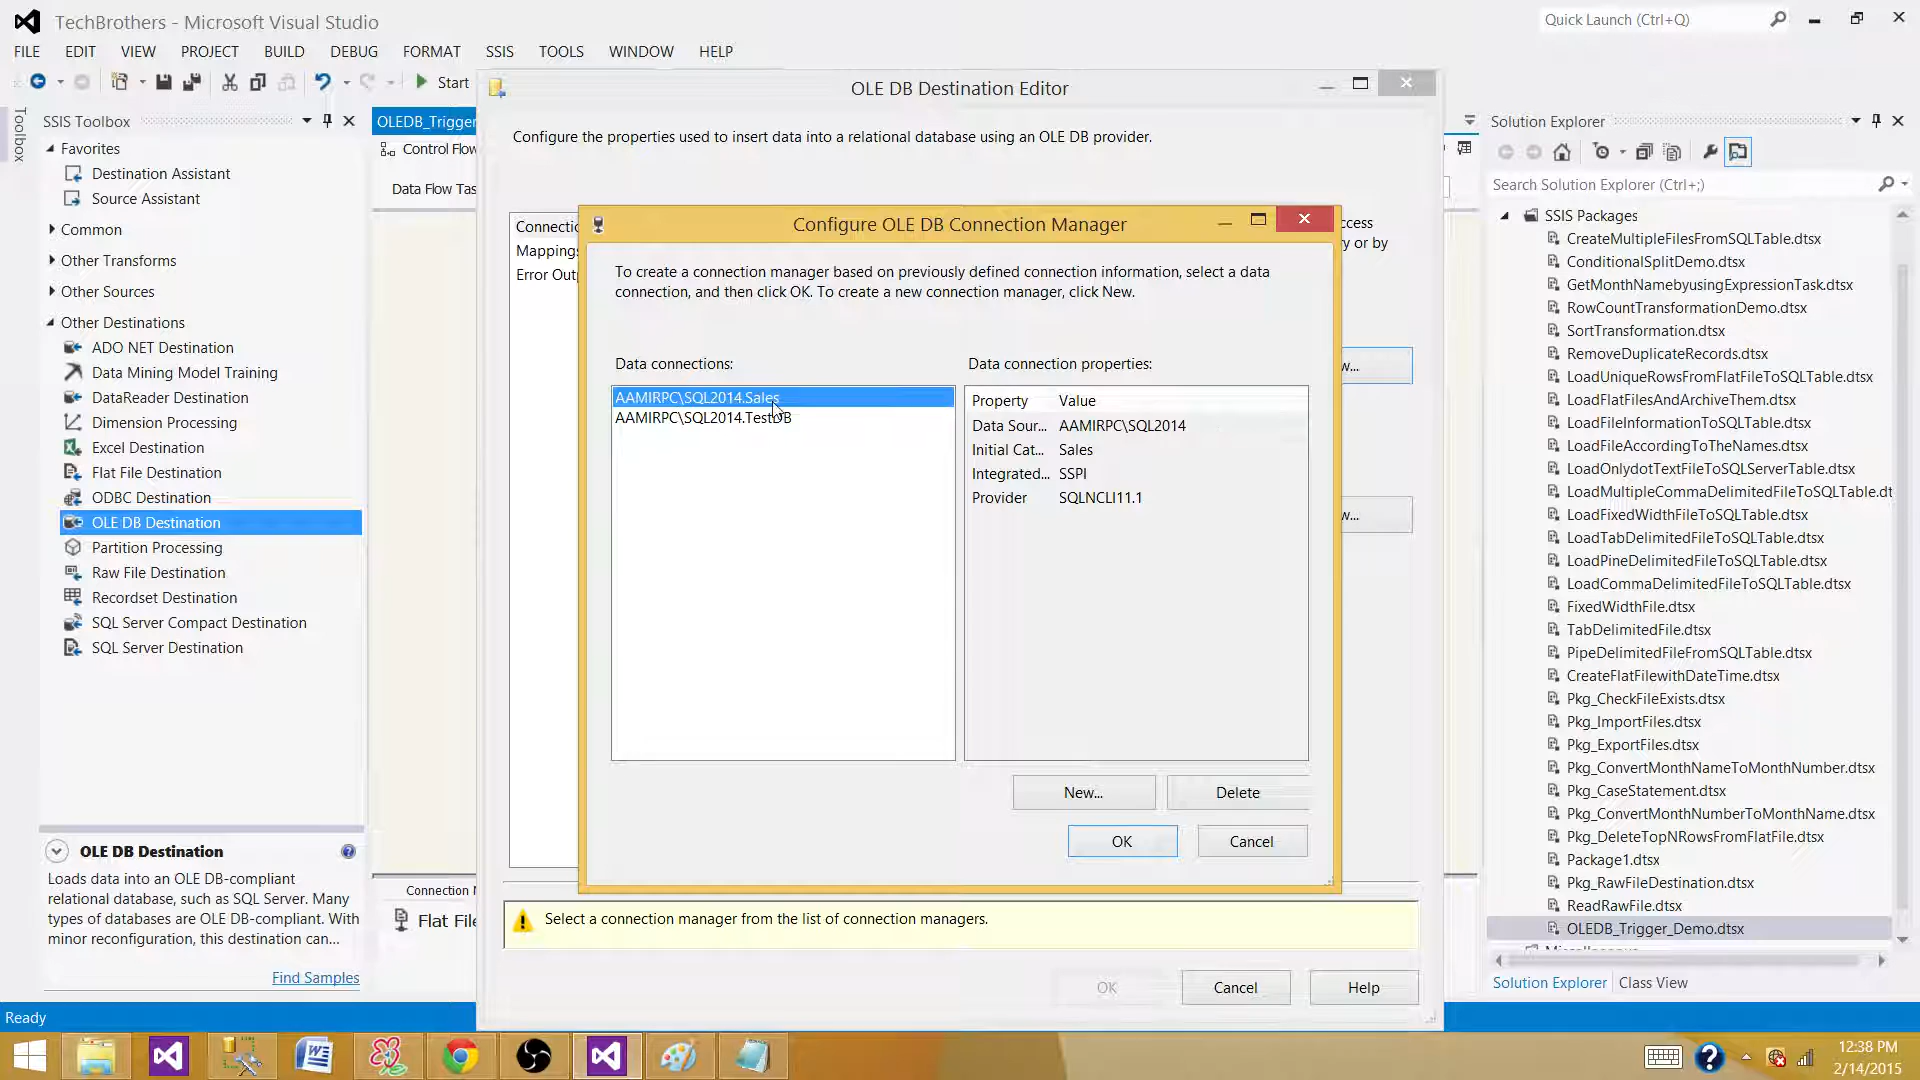 TechBrothers - Microsoft Visual Studio
Quick Launch (Ctrl+Q)
FILE EDIT VIEW PROJECT BUILD DEBUG FORMAT SSIS TOOLS WINDOW HELP
Start
SSIS Toolbox
Toolbox
Favorites
Destination Assistant
Source Assistant
Common
Other Transforms
Other Sources
Other Destinations
ADO NET Destination
Data Mining Model Training
DataReader Destination
Dimension Processing
Excel Destination
Flat File Destination
ODBC Destination
OLE DB Destination
Partition Processing
Raw File Destination
Recordset Destination
SQL Server Compact Destination
SQL Server Destination
OLE DB Destination
Loads data into an OLE DB-compliant
relational database, such as SQL Server. Many
types of databases are OLE DB-compliant. With
minor reconfiguration, this destination can...
Find Samples
Ready
OLEDB_Trigger
Control Flow
Data Flow Tas
Connection
Flat File
OLE DB Destination Editor
Configure the properties used to insert data into a relational database using an OLE DB provider.
Connectio
Mappings
Error Out
ccess
y or by
w...
w...
Configure OLE DB Connection Manager
To create a connection manager based on previously defined connection information, select a data
connection, and then click OK. To create a new connection manager, click New.
Data connections:
AAMIRPC\SQL2014.Sales
AAMIRPC\SQL2014.TestDB
Data connection properties:
Property Value
Data Sour... AAMIRPC\SQL2014
Initial Cat... Sales
Integrated... SSPI
Provider SQLNCLI11.1
New... Delete
OK Cancel
Select a connection manager from the list of connection managers.
OK Cancel Help
Solution Explorer
Search Solution Explorer (Ctrl+;)
SSIS Packages
CreateMultipleFilesFromSQLTable.dtsx
ConditionalSplitDemo.dtsx
GetMonthNamebyusingExpressionTask.dtsx
RowCountTransformationDemo.dtsx
SortTransformation.dtsx
RemoveDuplicateRecords.dtsx
LoadUniqueRowsFromFlatFileToSQLTable.dtsx
LoadFlatFilesAndArchiveThem.dtsx
LoadFileInformationToSQLTable.dtsx
LoadFileAccordingToTheNames.dtsx
LoadOnlydotTextFileToSQLServerTable.dtsx
LoadMultipleCommaDelimitedFileToSQLTable.dt
LoadFixedWidthFileToSQLTable.dtsx
LoadTabDelimitedFileToSQLTable.dtsx
LoadPineDelimitedFileToSQLTable.dtsx
LoadCommaDelimitedFileToSQLTable.dtsx
FixedWidthFile.dtsx
TabDelimitedFile.dtsx
PipeDelimitedFileFromSQLTable.dtsx
CreateFlatFilewithDateTime.dtsx
Pkg_CheckFileExists.dtsx
Pkg_ImportFiles.dtsx
Pkg_ExportFiles.dtsx
Pkg_ConvertMonthNameToMonthNumber.dtsx
Pkg_CaseStatement.dtsx
Pkg_ConvertMonthNumberToMonthName.dtsx
Pkg_DeleteTopNRowsFromFlatFile.dtsx
Package1.dtsx
Pkg_RawFileDestination.dtsx
ReadRawFile.dtsx
OLEDB_Trigger_Demo.dtsx
Solution Explorer Class View
12:38 PM
2/14/2015